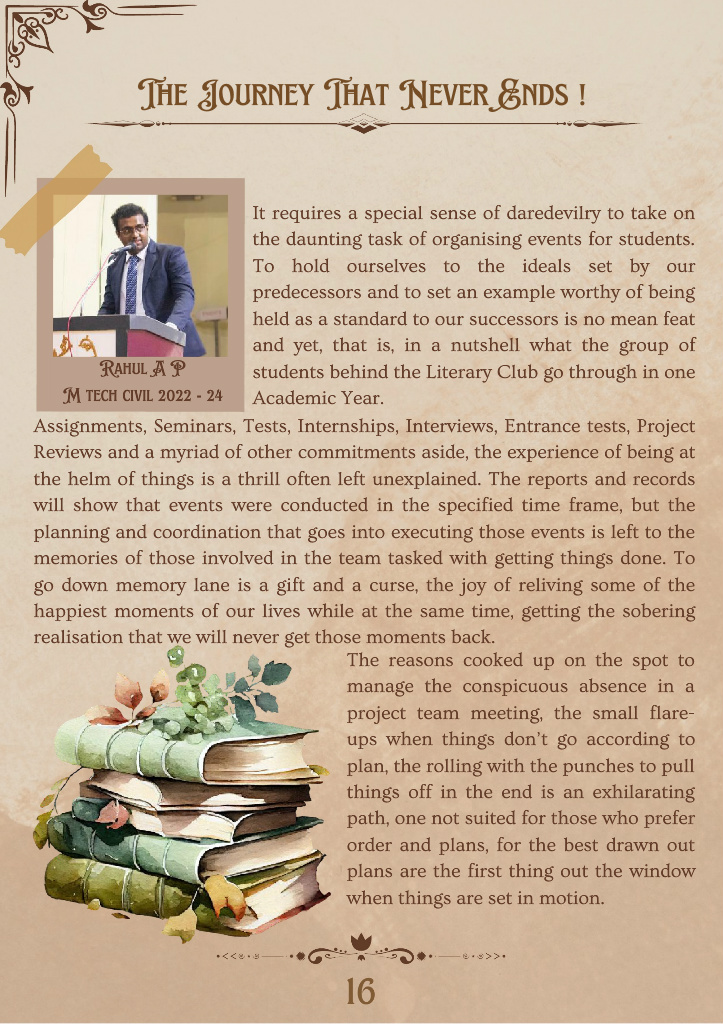 The Journey That Never Ends !
It requires a special sense of daredevilry to take on
the daunting task of organising events for students.
To hold ourselves to the ideals set by our
predecessors and to set an example worthy of being
held as a standard to our successors is no mean feat
and yet, that is, in a nutshell what the group of
students behind the Literary Club go through in one
Academic Year.
Rahul A P
M tech civil 2022 - 24
Assignments, Seminars, Tests, Internships, Interviews, Entrance tests, Project
Reviews and a myriad of other commitments aside, the experience of being at
the helm of things is a thrill often left unexplained. The reports and records
will show that events were conducted in the specified time frame, but the
planning and coordination that goes into executing those events is left to the
memories of those involved in the team tasked with getting things done. To
go down memory lane is a gift and a curse, the joy of reliving some of the
happiest moments of our lives while at the same time, getting the sobering
realisation that we will never get those moments back.
The reasons cooked up on the spot to
manage the conspicuous absence in a
project team meeting, the small flare-
ups when things don't go according to
plan, the rolling with the punches to pull
things off in the end is an exhilarating
path, one not suited for those who prefer
order and plans, for the best drawn out
plans are the first thing out the window
when things are set in motion.
16